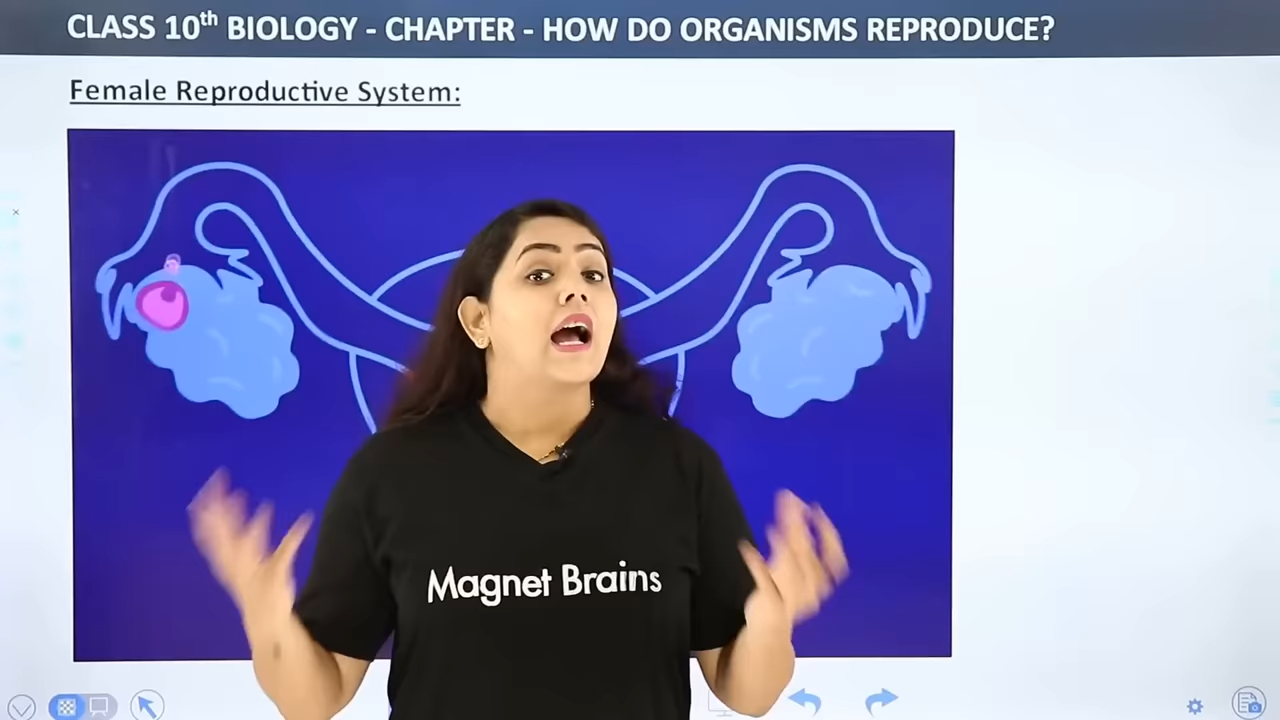 CLASS 10th BIOLOGY - CHAPTER - HOW DO ORGANISMS REPRODUCE?
Female Reproductive System:
Magnet Brains